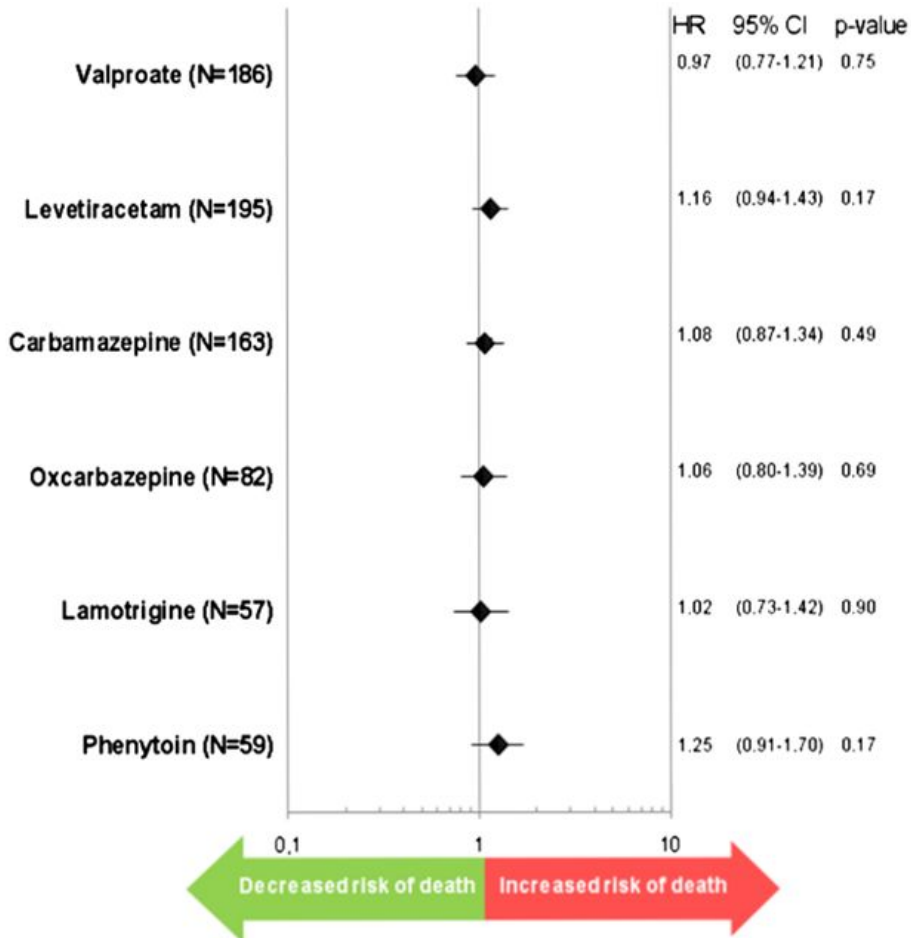 HR 95% CI p-value
Valproate (N=186) 0.97 (0.77-1.21) 0.75
Levetiracetam (N=195) 1.16 (0.94-1.43) 0.17
Carbamazepine (N=163) 1.08 (0.87-1.34) 0.49
Oxcarbazepine (N=82) 1.06 (0.80-1.39) 0.69
Lamotrigine (N=57) 1.02 (0.73-1.42) 0.90
Phenytoin (N=59) 1.25 (0.91-1.70) 0.17
0,1 1 10
Decreased risk of death Increased risk of death